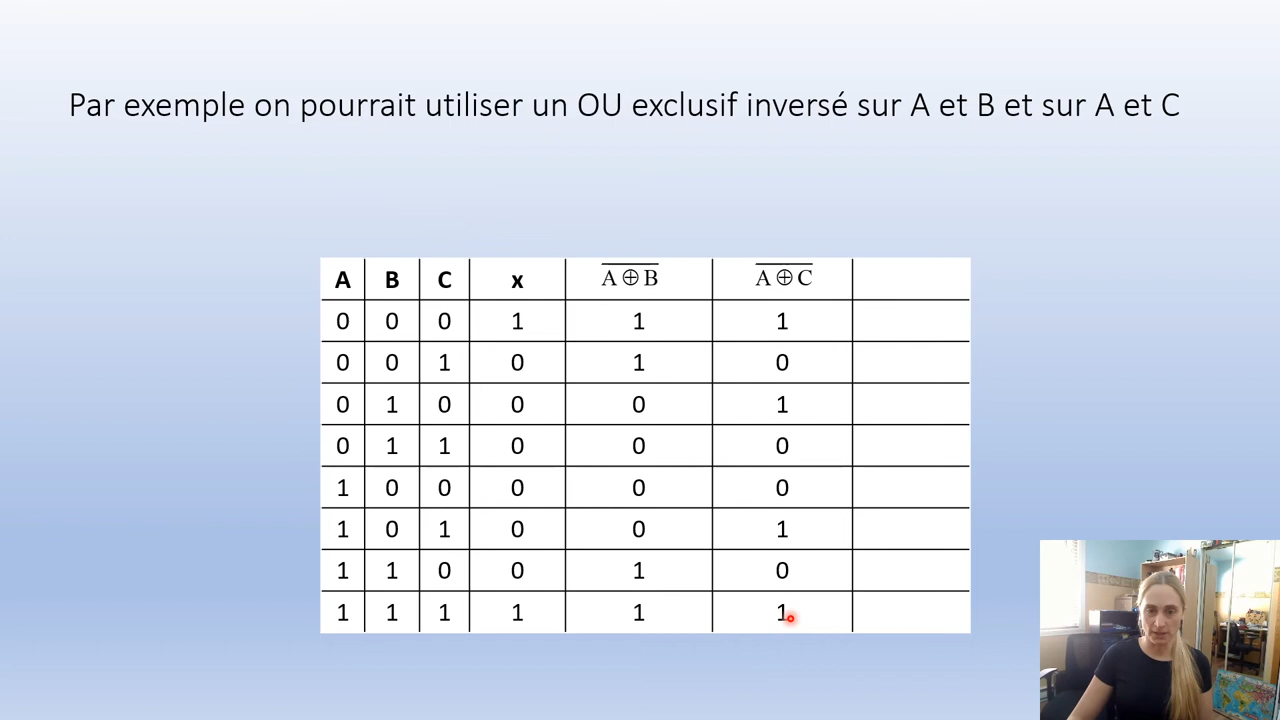 Par exemple on pourrait utiliser un OU exclusif inversé sur A et B et sur A et C
A B C x A̅ ̅⊕̅ ̅B̅ A̅ ̅⊕̅ ̅C̅
0 0 0 1 1 1
0 0 1 0 1 0
0 1 0 0 0 1
0 1 1 0 0 0
1 0 0 0 0 0
1 0 1 0 0 1
1 1 0 0 1 0
1 1 1 1 1 1